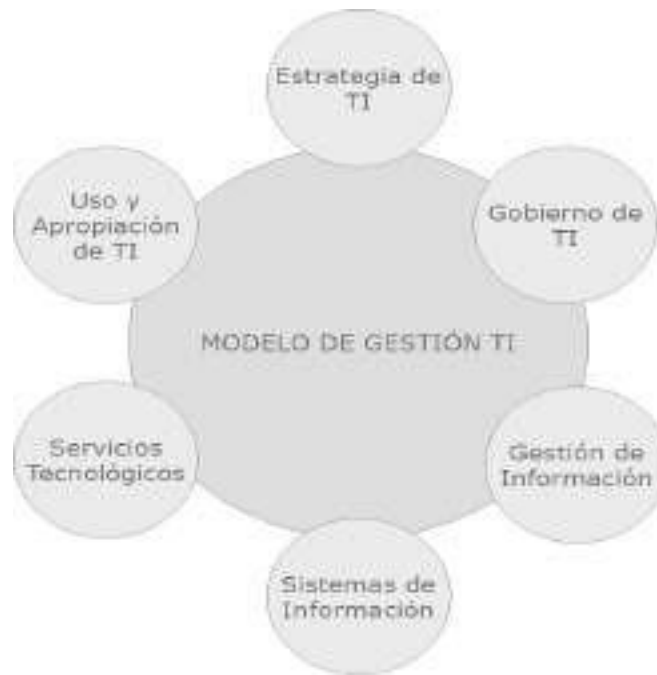 Estrategia de
TI
Uso y
Apropiación
de TI
Gobierno de
TI
MODELO DE GESTIÓN TI
Servicios
Tecnológicos
Gestión de
Información
Sistemas de
Información